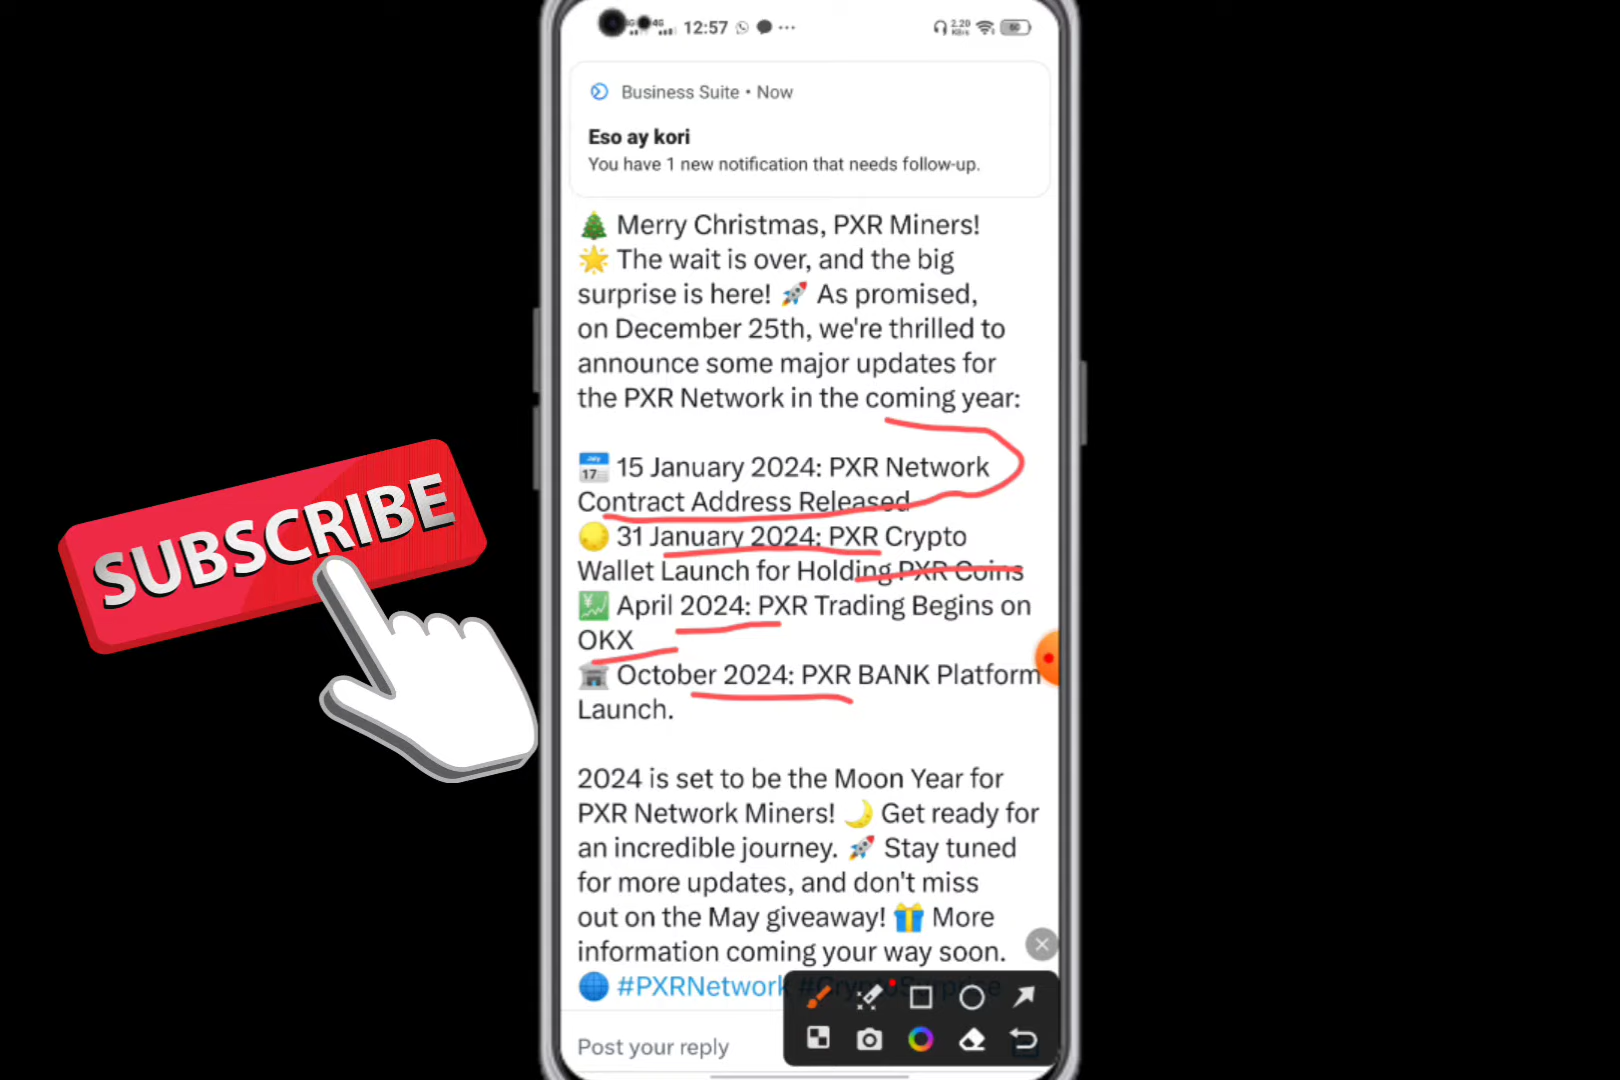 12:57
2.20
KB/s
60
Business Suite • Now
Eso ay kori
You have 1 new notification that needs follow-up.
🎄 Merry Christmas, PXR Miners!
🌟 The wait is over, and the big
surprise is here! 🚀 As promised,
on December 25th, we're thrilled to
announce some major updates for
the PXR Network in the coming year:
📅 15 January 2024: PXR Network
Contract Address Released
🌕 31 January 2024: PXR Crypto
Wallet Launch for Holding PXR Coins
💹 April 2024: PXR Trading Begins on
OKX
🏦 October 2024: PXR BANK Platform
Launch.
2024 is set to be the Moon Year for
PXR Network Miners! 🌙 Get ready for
an incredible journey. 🚀 Stay tuned
for more updates, and don't miss
out on the May giveaway! 🎁 More
information coming your way soon.
🌐 #PXRNetwork #CryptoSurprise
Post your reply
SUBSCRIBE